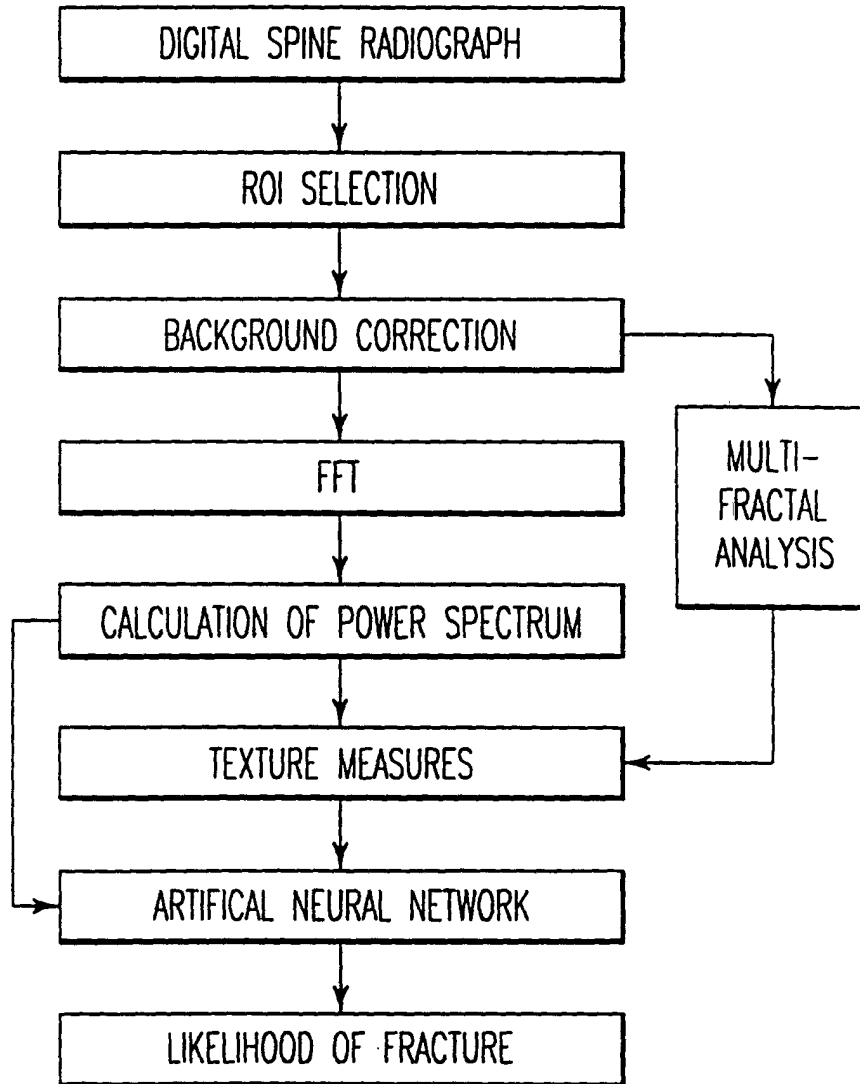 DIGITAL SPINE RADIOGRAPH
ROI SELECTION
BACKGROUND CORRECTION
FFT
MULTI-
FRACTAL
ANALYSIS
CALCULATION OF POWER SPECTRUM
TEXTURE MEASURES
ARTIFICAL NEURAL NETWORK
LIKELIHOOD OF FRACTURE